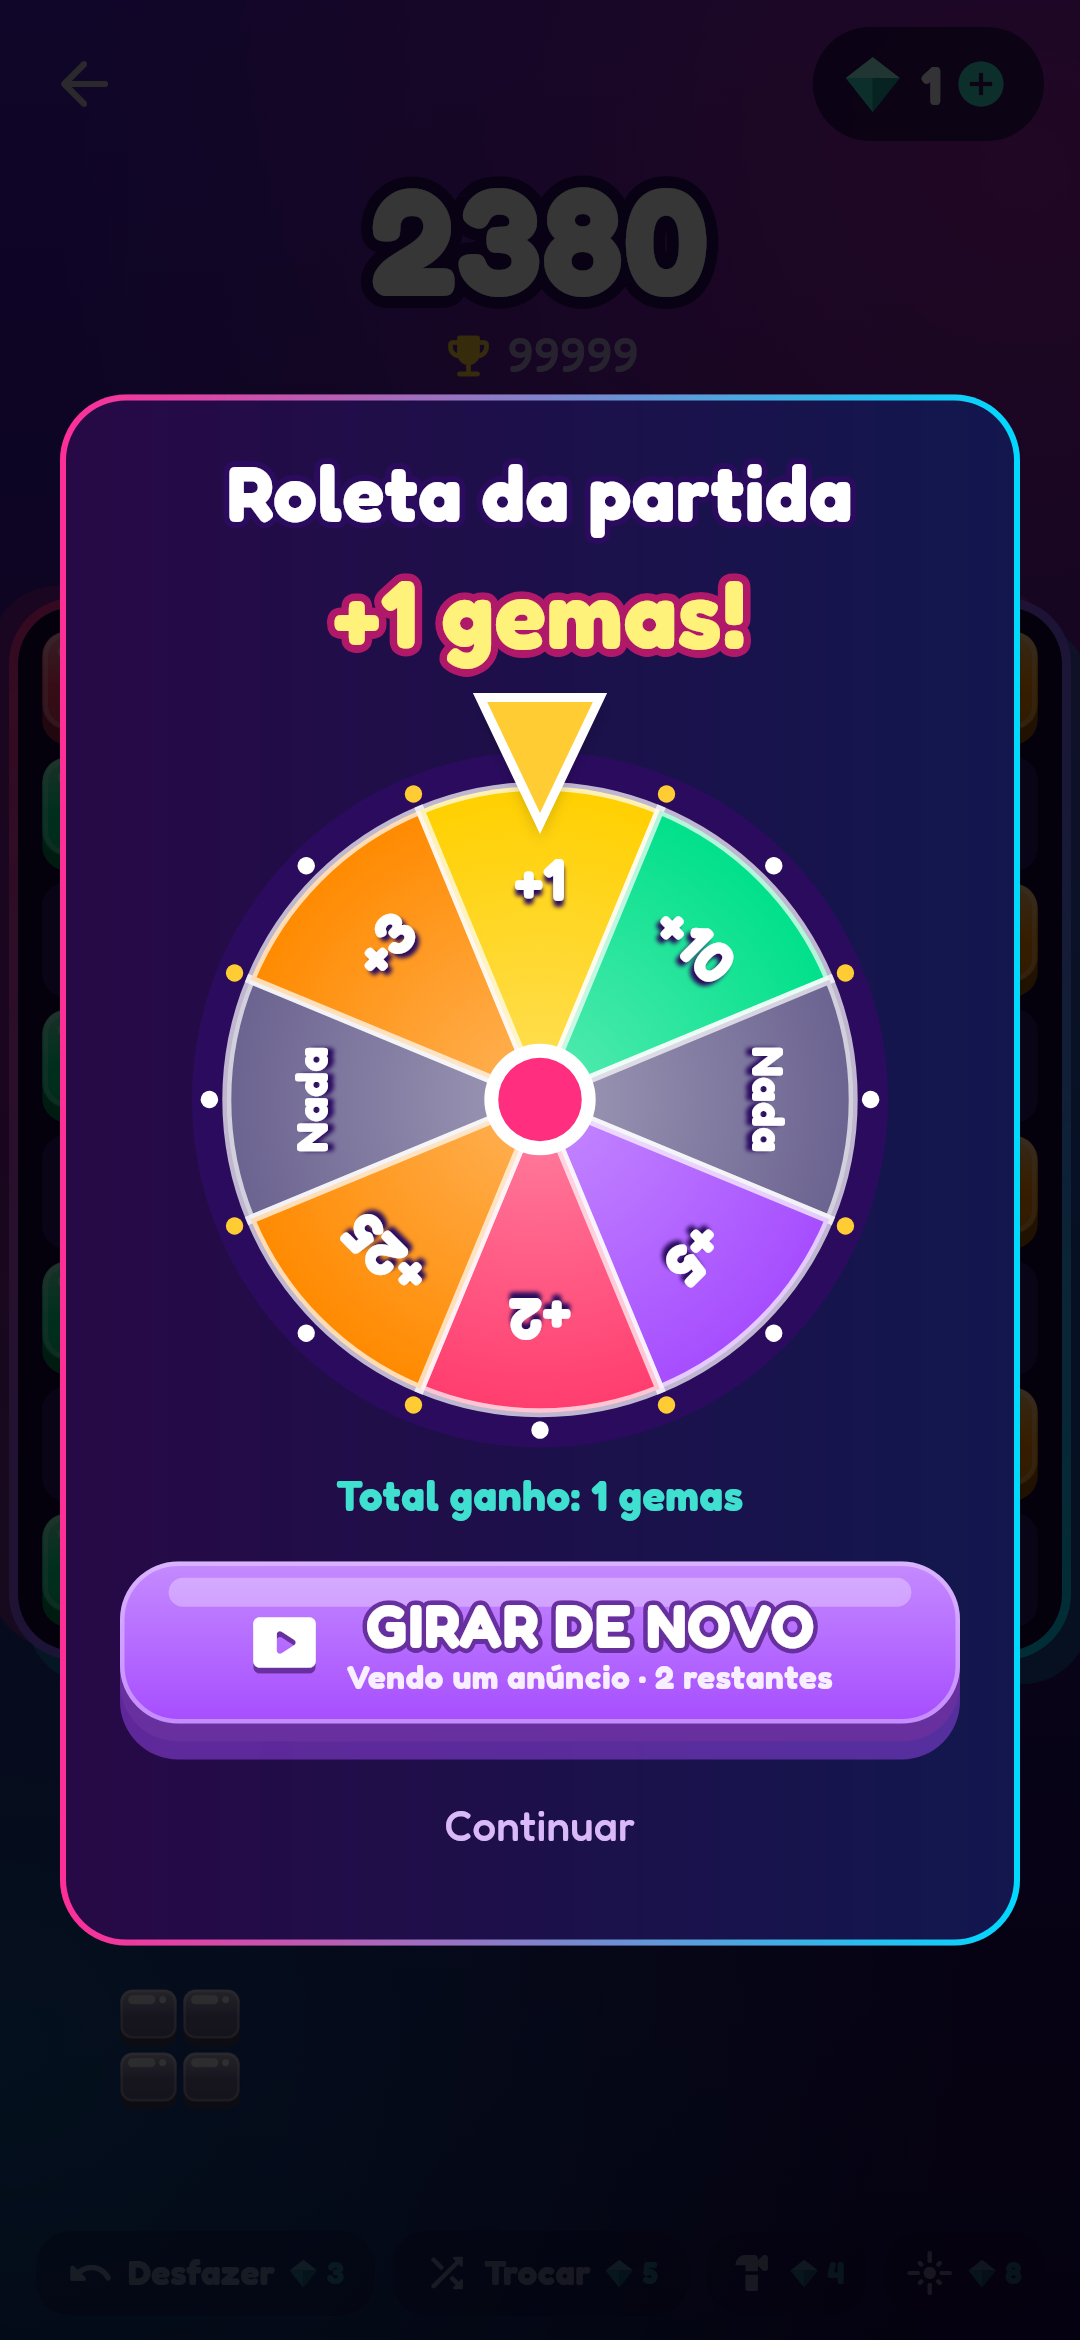 1
2380
99999
Roleta da partida
+1 gemas!
+1
+3
+10
Nada
Nada
+25
+5
+2
Total ganho: 1 gemas
GIRAR DE NOVO
Vendo um anúncio · 2 restantes
Continuar
Desfazer 3 Trocar 5 4 8